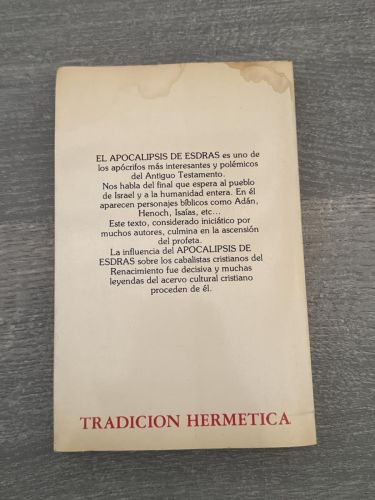 EL APOCALIPSIS DE ESDRAS es uno de
los apócrifos más interesantes y polémicos
del Antiguo Testamento.
Nos habla del final que espera al pueblo
de Israel y a la humanidad entera. En él
aparecen personajes bíblicos como Adán,
Henoch, Isaías, etc...
Este texto, considerado iniciático por
muchos autores, culmina en la ascensión
del profeta.
La influencia del APOCALIPSIS DE
ESDRAS sobre los cabalistas cristianos del
Renacimiento fue decisiva y muchas
leyendas del acervo cultural cristiano
proceden de él.
TRADICION HERMETICA